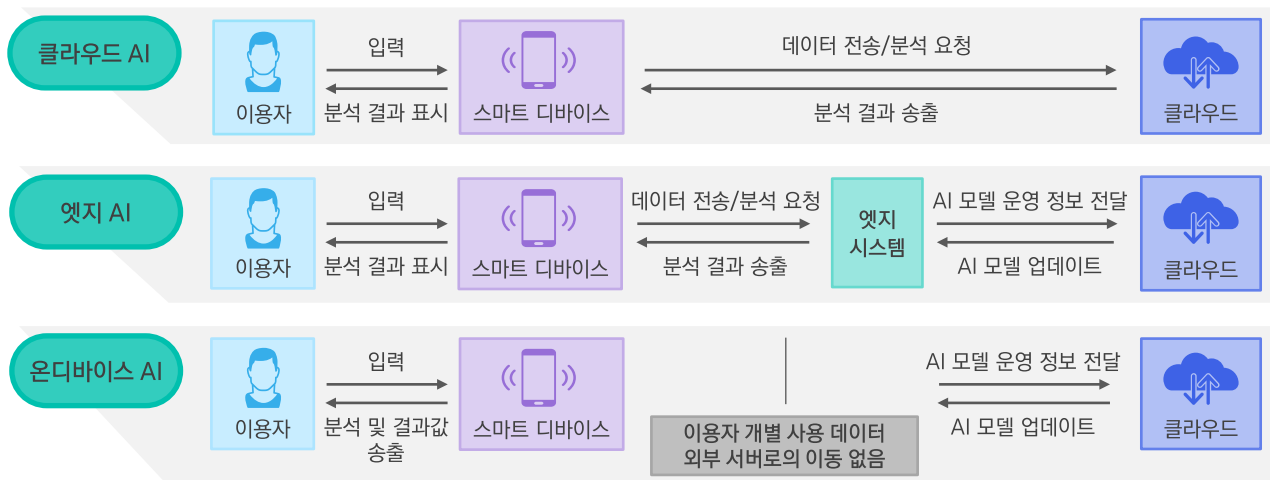 클라우드 AI
입력
데이터 전송/분석 요청
이용자
분석 결과 표시
스마트 디바이스
분석 결과 송출
클라우드
엣지 AI
입력
데이터 전송/분석 요청
엣지
시스템
AI 모델 운영 정보 전달
이용자
분석 결과 표시
스마트 디바이스
분석 결과 송출
AI 모델 업데이트
클라우드
온디바이스 AI
입력
AI 모델 운영 정보 전달
이용자
분석 및 결과값
송출
스마트 디바이스
이용자 개별 사용 데이터
외부 서버로의 이동 없음
AI 모델 업데이트
클라우드